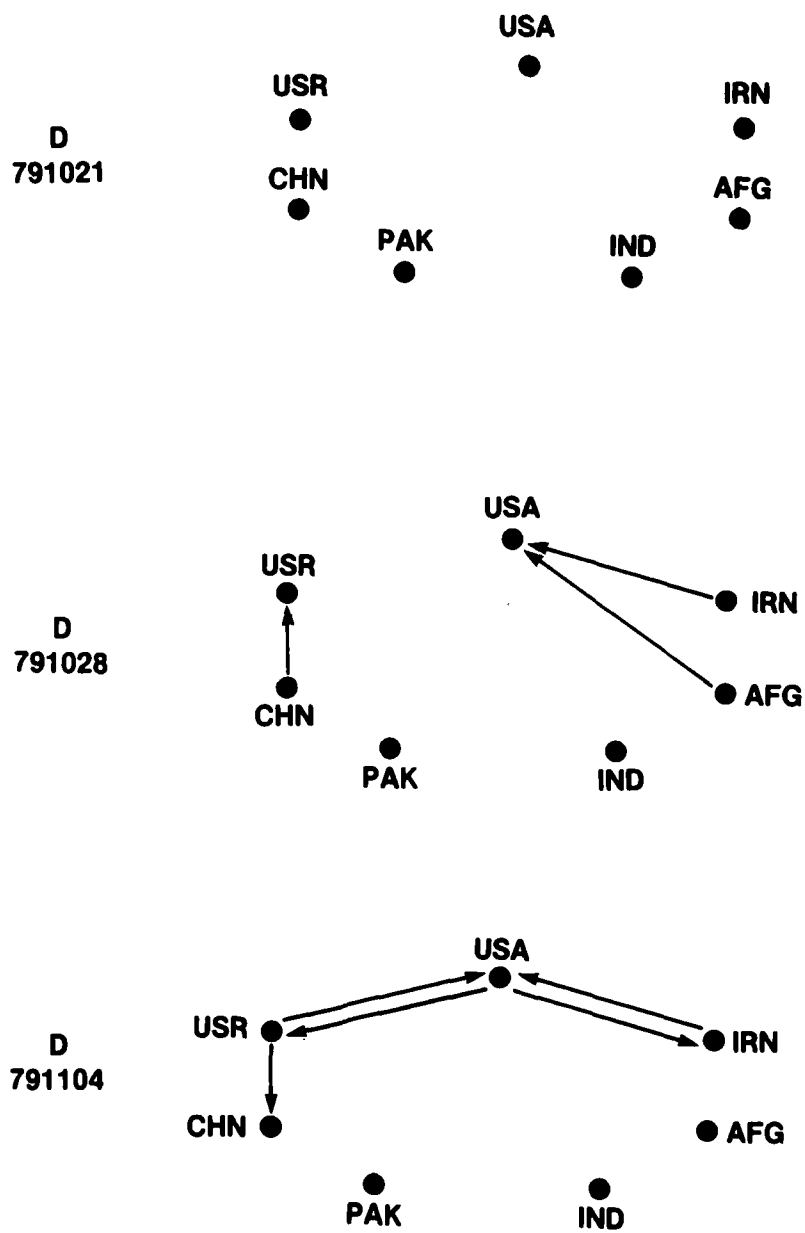 USA
USR
IRN
D
791021
CHN
AFG
PAK
IND
USA
USR
IRN
D
791028
AFG
CHN
PAK
IND
USA
USR
IRN
D
791104
CHN
AFG
PAK
IND